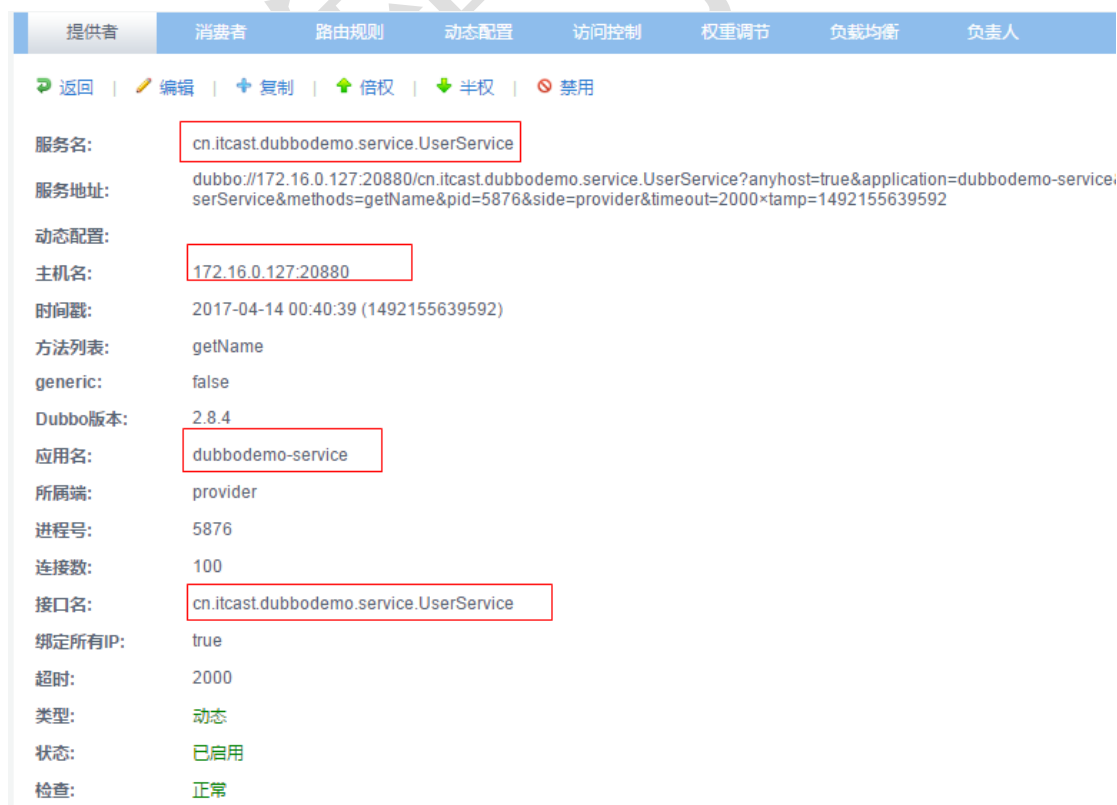 提供者 消费者 路由规则 动态配置 访问控制 权重调节 负载均衡 负责人
返回 | 编辑 | 复制 | 倍权 | 半权 | 禁用
服务名: cn.itcast.dubbodemo.service.UserService
服务地址: dubbo://172.16.0.127:20880/cn.itcast.dubbodemo.service.UserService?anyhost=true&application=dubbodemo-service&
serService&methods=getName&pid=5876&side=provider&timeout=2000×tamp=1492155639592
动态配置:
主机名: 172.16.0.127:20880
时间戳: 2017-04-14 00:40:39 (1492155639592)
方法列表: getName
generic: false
Dubbo版本: 2.8.4
应用名: dubbodemo-service
所属端: provider
进程号: 5876
连接数: 100
接口名: cn.itcast.dubbodemo.service.UserService
绑定所有IP: true
超时: 2000
类型: 动态
状态: 已启用
检查: 正常